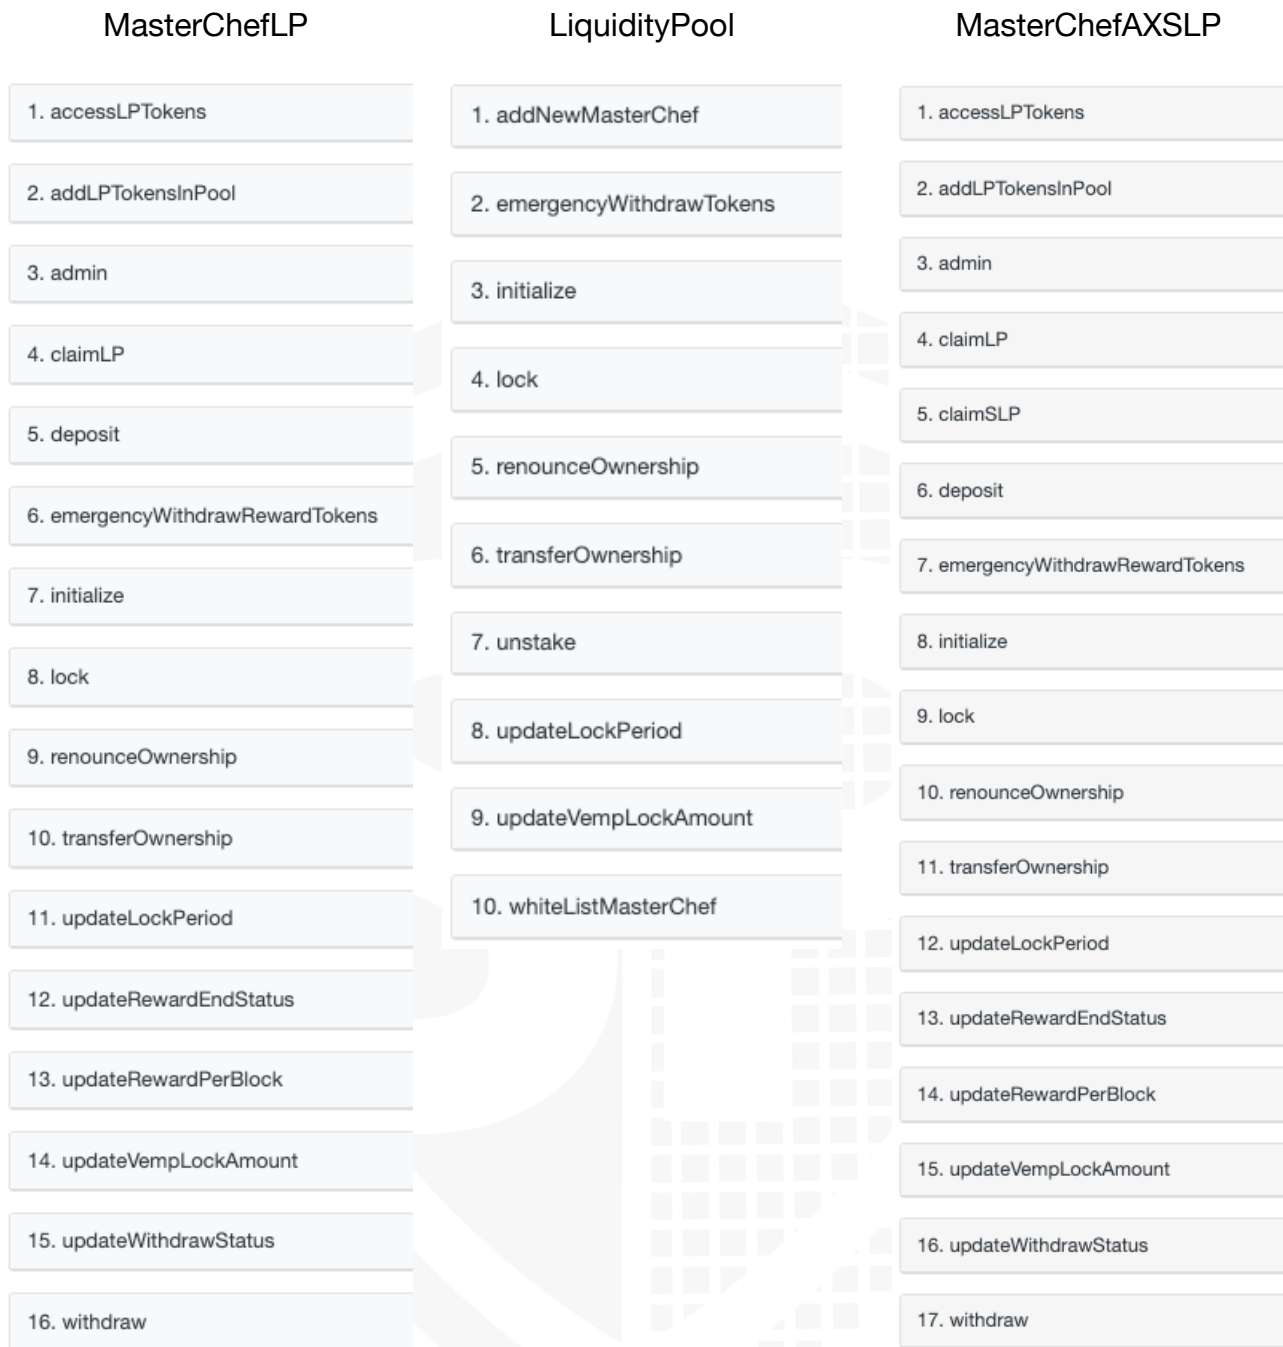 MasterChefLP
1. accessLPTokens
2. addLPTokensInPool
3. admin
4. claimLP
5. deposit
6. emergencyWithdrawRewardTokens
7. initialize
8. lock
9. renounceOwnership
10. transferOwnership
11. updateLockPeriod
12. updateRewardEndStatus
13. updateRewardPerBlock
14. updateVempLockAmount
15. updateWithdrawStatus
16. withdraw
LiquidityPool
1. addNewMasterChef
2. emergencyWithdrawTokens
3. initialize
4. lock
5. renounceOwnership
6. transferOwnership
7. unstake
8. updateLockPeriod
9. updateVempLockAmount
10. whiteListMasterChef
MasterChefAXSLP
1. accessLPTokens
2. addLPTokensInPool
3. admin
4. claimLP
5. claimSLP
6. deposit
7. emergencyWithdrawRewardTokens
8. initialize
9. lock
10. renounceOwnership
11. transferOwnership
12. updateLockPeriod
13. updateRewardEndStatus
14. updateRewardPerBlock
15. updateVempLockAmount
16. updateWithdrawStatus
17. withdraw